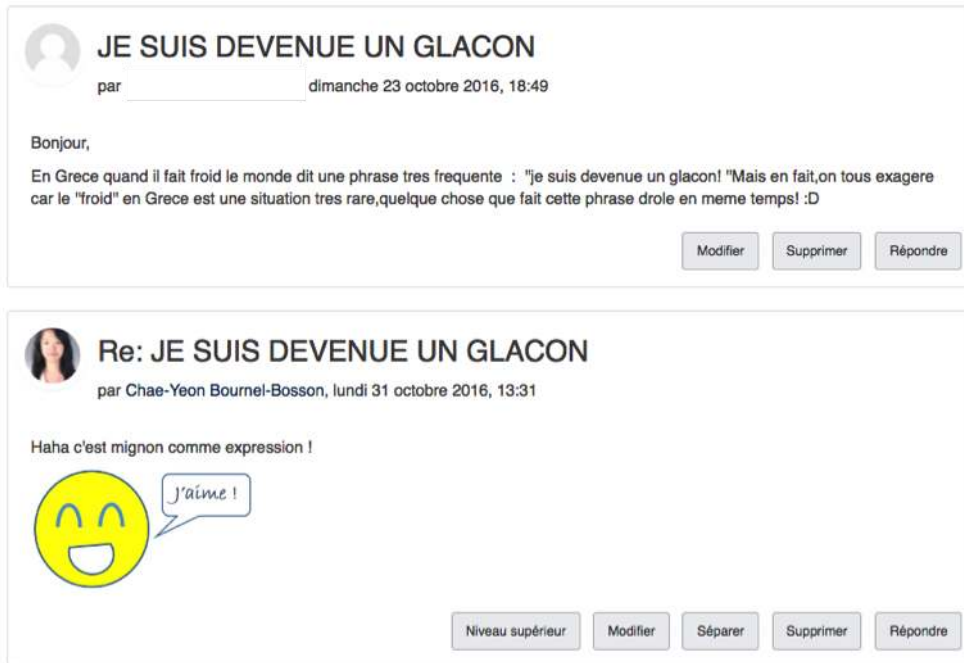 JE SUIS DEVENUE UN GLACON
par dimanche 23 octobre 2016, 18:49
Bonjour,
En Grece quand il fait froid le monde dit une phrase tres frequente : "je suis devenue un glacon! "Mais en fait,on tous exagere
car le "froid" en Grece est une situation tres rare,quelque chose que fait cette phrase drole en meme temps! :D
Modifier Supprimer Répondre
Re: JE SUIS DEVENUE UN GLACON
par Chae-Yeon Bournel-Bosson, lundi 31 octobre 2016, 13:31
Haha c'est mignon comme expression !
J'aime !
Niveau supérieur Modifier Séparer Supprimer Répondre